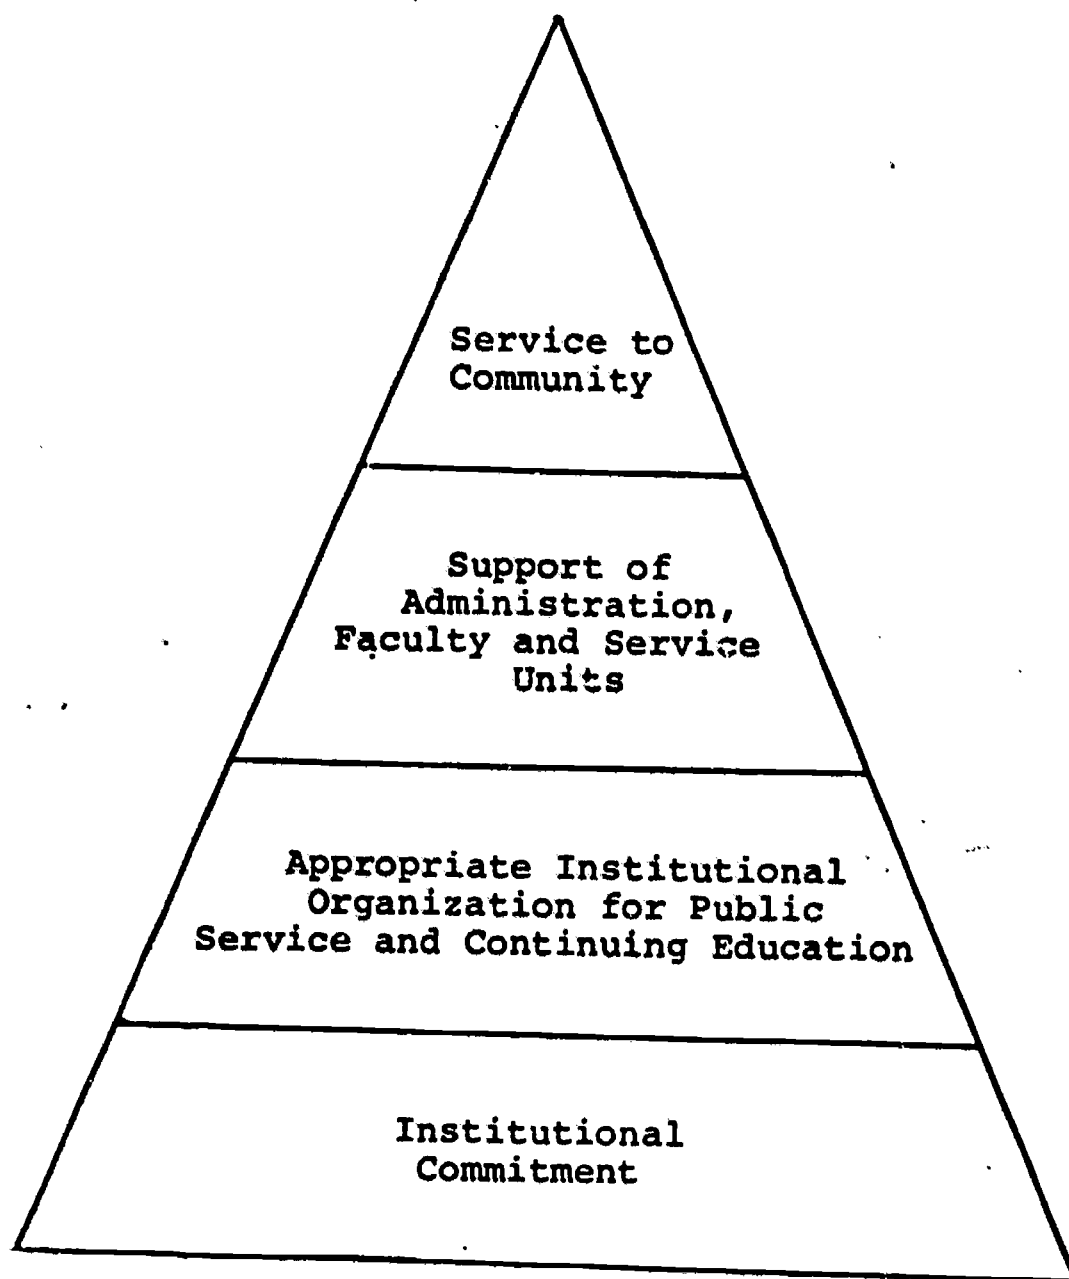 Service to
Community
Support of
Administration,
Faculty and Service
Units
Appropriate Institutional
Organization for Public
Service and Continuing Education
Institutional
Commitment